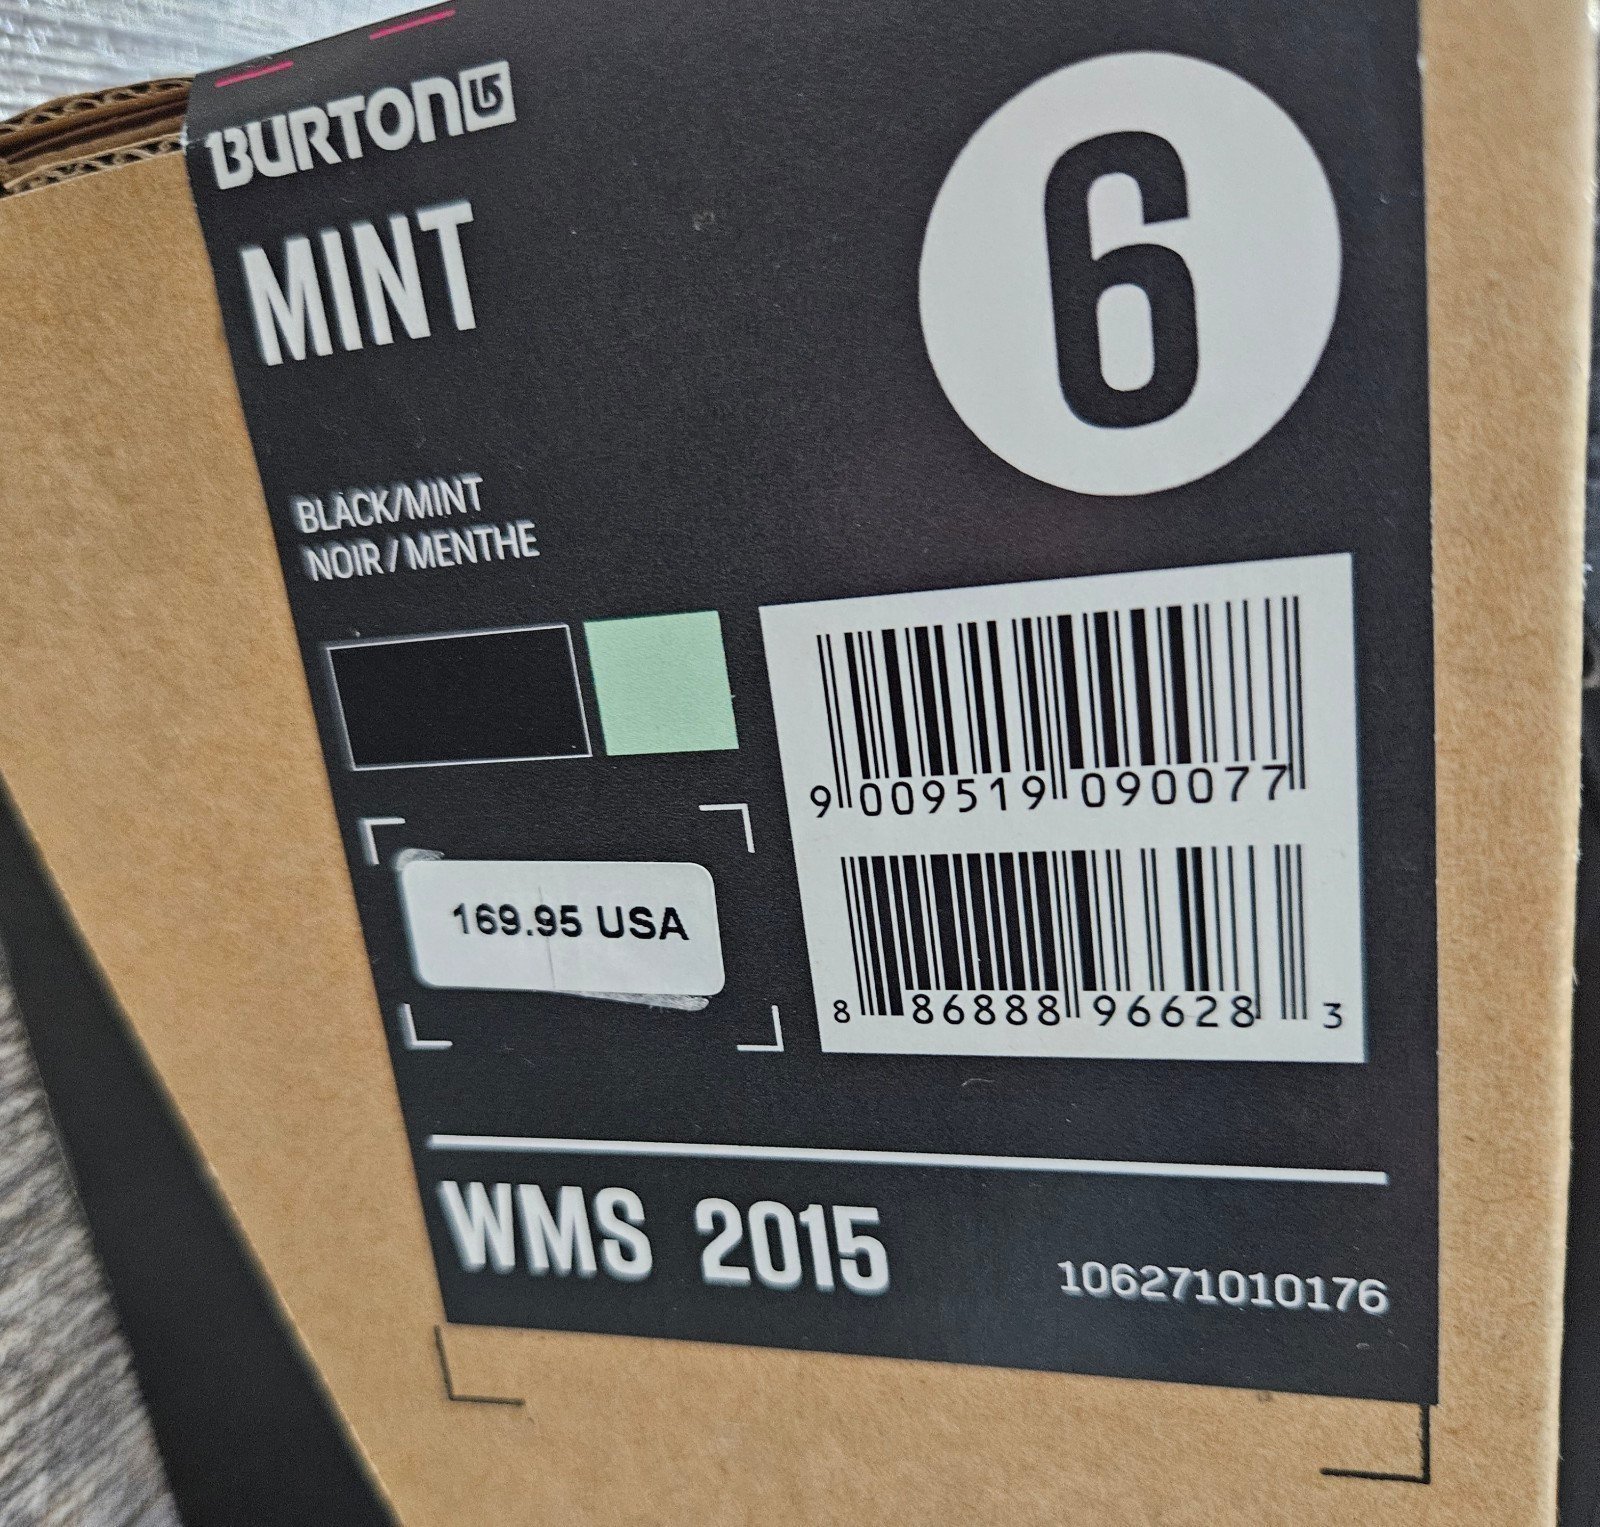 BURTON
MINT
6
BLACK/MINT
NOIR / MENTHE
9 009519 090077
169.95 USA
8 86888 96628 3
WMS 2015
106271010176